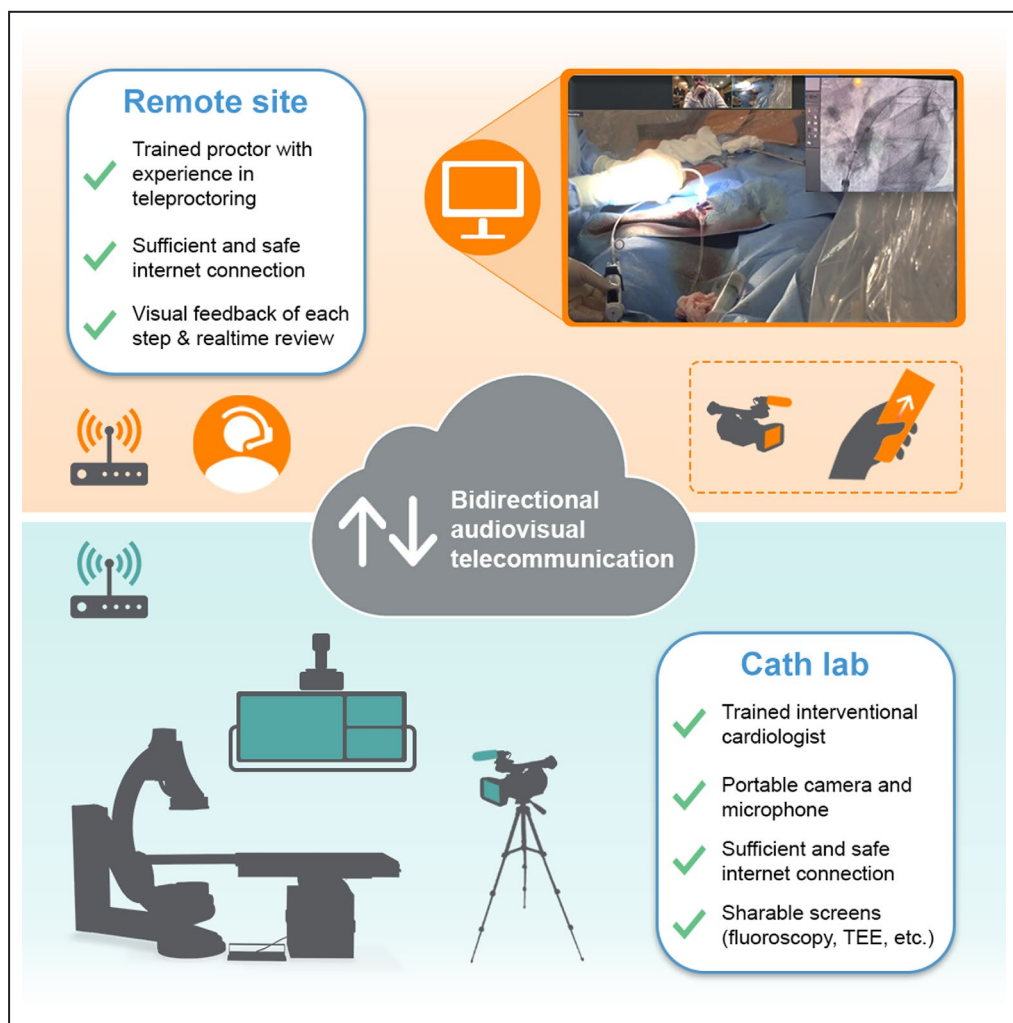 Remote site
Trained proctor with
experience in
teleproctoring
Sufficient and safe
internet connection
Visual feedback of each
step & realtime review
Bidirectional
audiovisual
telecommunication
Cath lab
Trained interventional
cardiologist
Portable camera and
microphone
Sufficient and safe
internet connection
Sharable screens
(fluoroscopy, TEE, etc.)